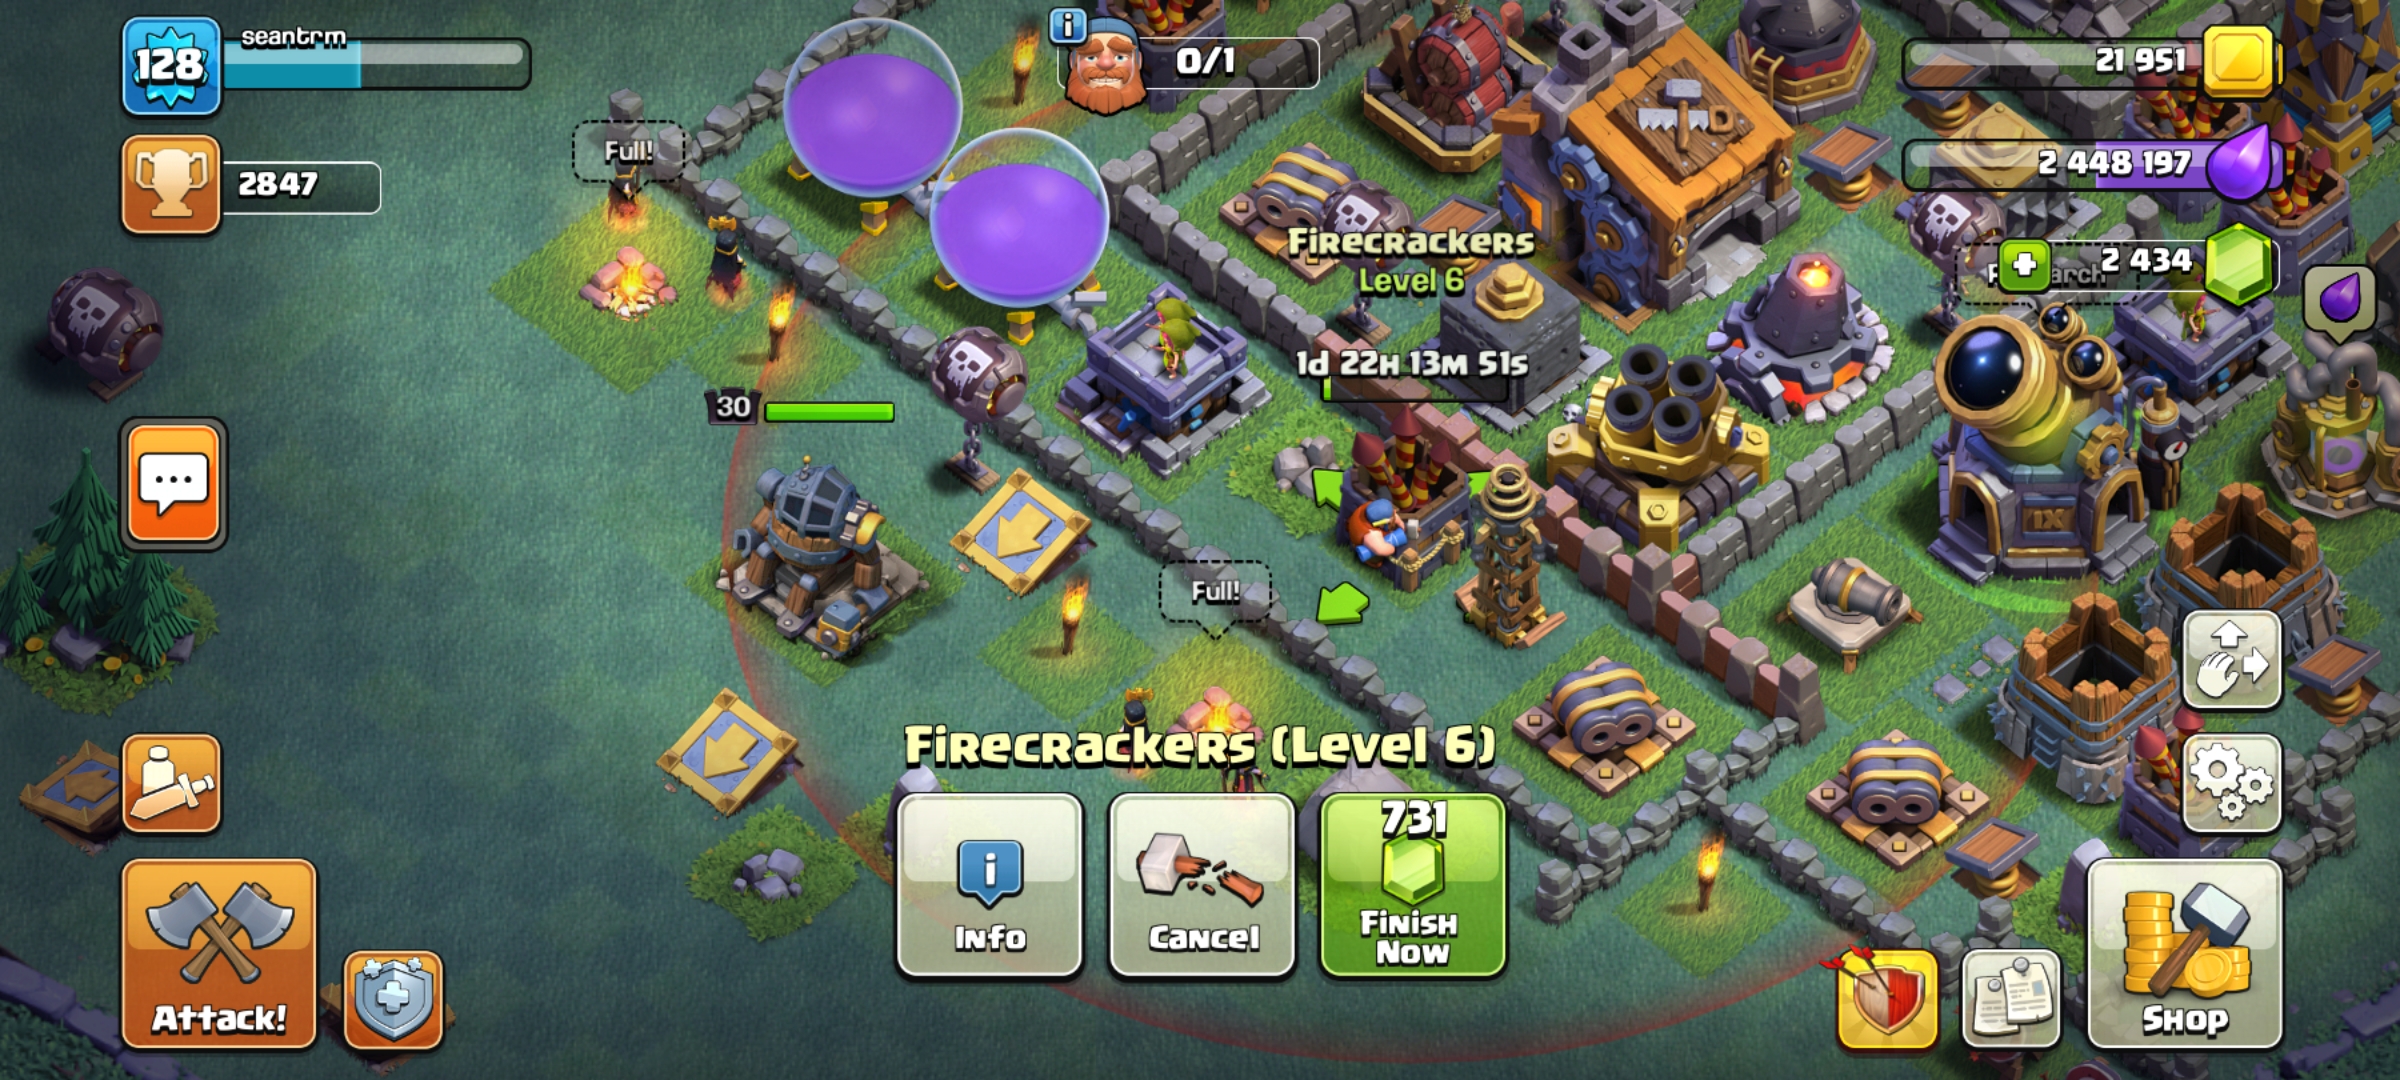 128
seantrm
0/1
21 951
2847
Full!
2 448 197
2 434
Firecrackers
Level 6
1d 22h 13m 51s
30
IX
Full!
Firecrackers (Level 6)
Info
Cancel
731
Finish
Now
Attack!
Shop